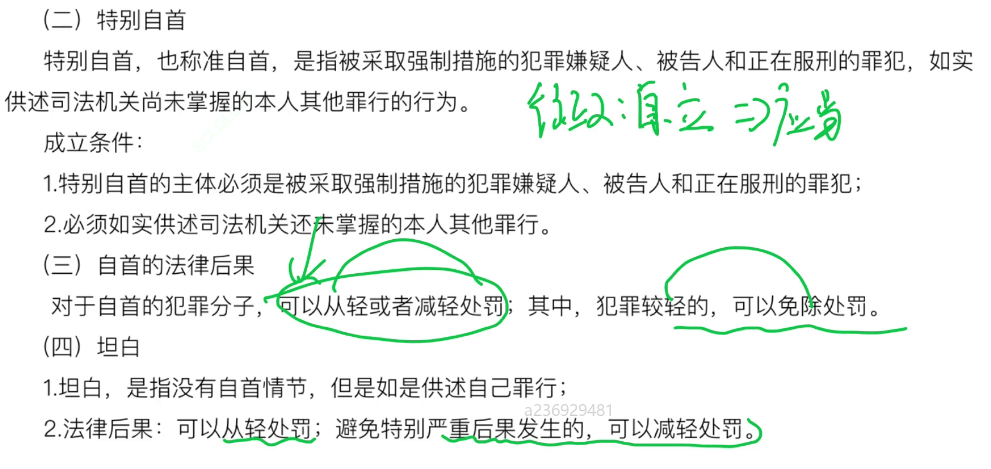 （二）特别自首
特别自首，也称准自首，是指被采取强制措施的犯罪嫌疑人、被告人和正在服刑的罪犯，如实
供述司法机关尚未掌握的本人其他罪行的行为。
：自、立 => 应当
成立条件：
1.特别自首的主体必须是被采取强制措施的犯罪嫌疑人、被告人和正在服刑的罪犯；
2.必须如实供述司法机关还未掌握的本人其他罪行。
（三）自首的法律后果
对于自首的犯罪分子，可以从轻或者减轻处罚；其中，犯罪较轻的，可以免除处罚。
（四）坦白
1.坦白，是指没有自首情节，但是如是供述自己罪行；
a236929481
2.法律后果：可以从轻处罚；避免特别严重后果发生的，可以减轻处罚。